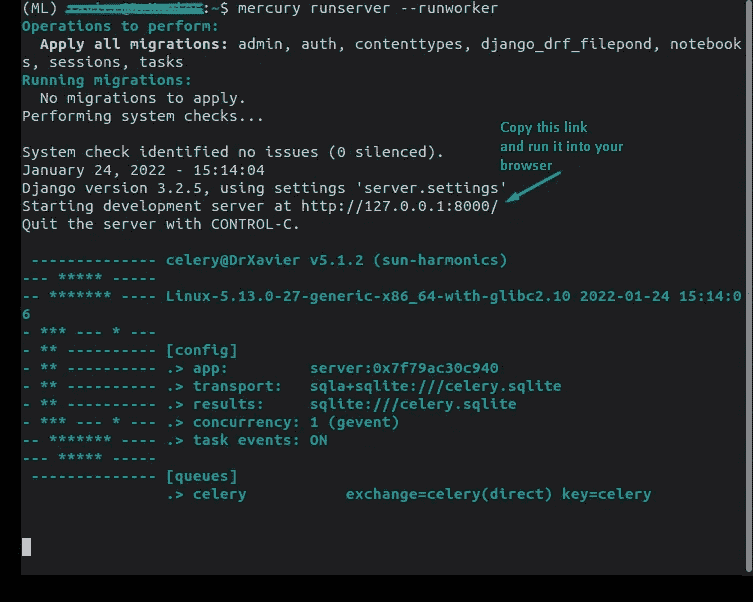 (ML) :~$ mercury runserver --runworker
Operations to perform:
  Apply all migrations: admin, auth, contenttypes, django_drf_filepond, notebook
s, sessions, tasks
Running migrations:
  No migrations to apply.
Performing system checks...
System check identified no issues (0 silenced).
January 24, 2022 - 15:14:04
Django version 3.2.5, using settings 'server.settings'
Starting development server at http://127.0.0.1:8000/
Quit the server with CONTROL-C.
Copy this link
and run it into your
browser
 -------------- celery@DrXavier v5.1.2 (sun-harmonics)
--- ***** -----
-- ******* ---- Linux-5.13.0-27-generic-x86_64-with-glibc2.10 2022-01-24 15:14:0
6
- *** --- * ---
- ** ---------- [config]
- ** ---------- .> app:         server:0x7f79ac30c940
- ** ---------- .> transport:   sqla+sqlite:///celery.sqlite
- ** ---------- .> results:     sqlite:///celery.sqlite
- *** --- * --- .> concurrency: 1 (gevent)
-- ******* ---- .> task events: ON
--- ***** -----
 -------------- [queues]
                .> celery           exchange=celery(direct) key=celery